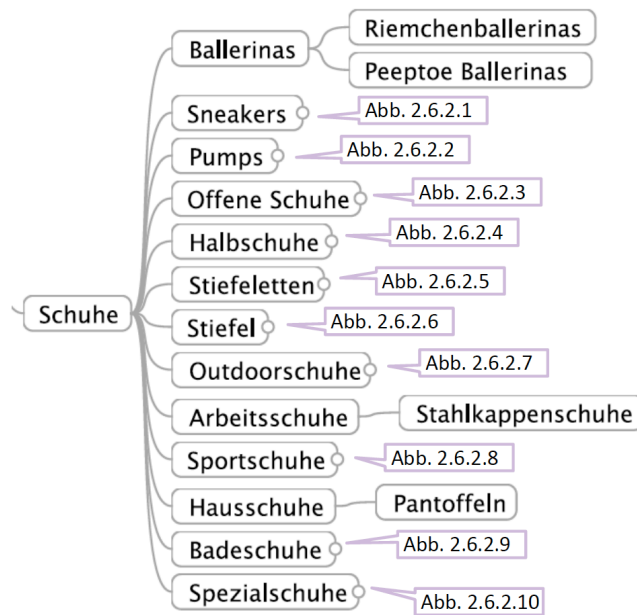 Schuhe
Ballerinas
Riemchenballerinas
Peeptoe Ballerinas
Sneakers
Abb. 2.6.2.1
Pumps
Abb. 2.6.2.2
Offene Schuhe
Abb. 2.6.2.3
Halbschuhe
Abb. 2.6.2.4
Stiefeletten
Abb. 2.6.2.5
Stiefel
Abb. 2.6.2.6
Outdoorschuhe
Abb. 2.6.2.7
Arbeitsschuhe
Stahlkappenschuhe
Sportschuhe
Abb. 2.6.2.8
Hausschuhe
Pantoffeln
Badeschuhe
Abb. 2.6.2.9
Spezialschuhe
Abb. 2.6.2.10